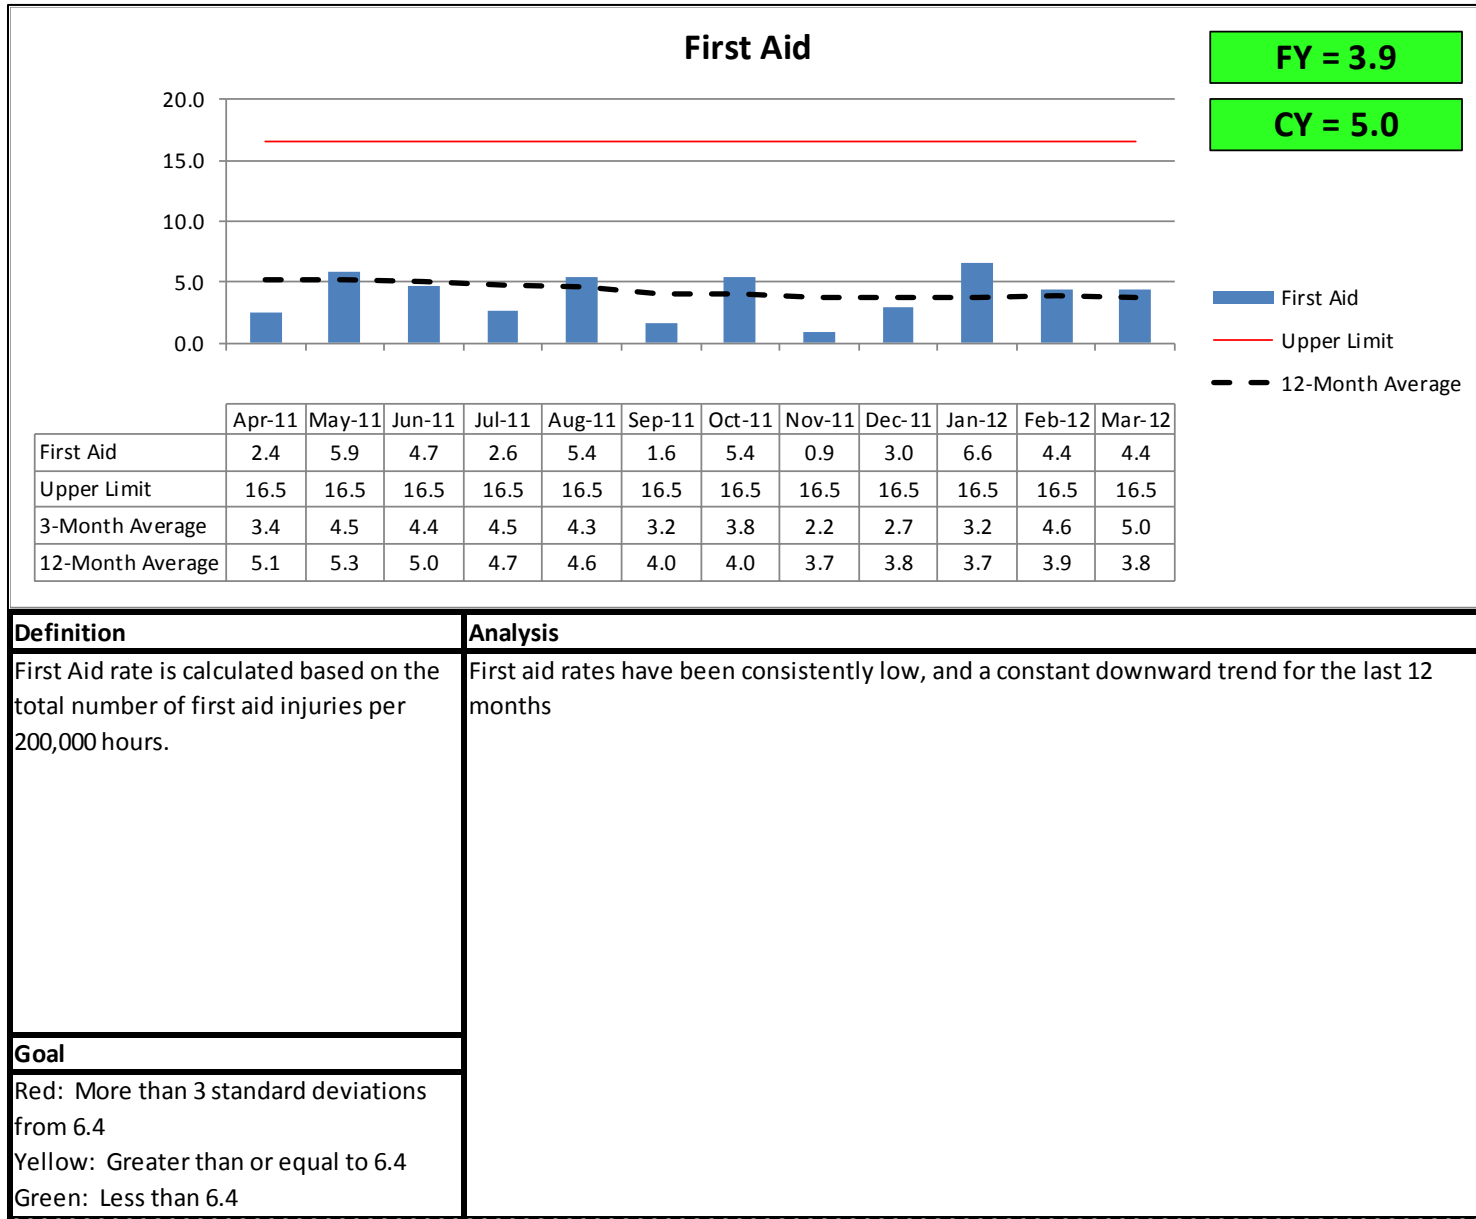 First Aid
FY = 3.9
CY = 5.0
20.0
15.0
10.0
5.0
0.0
First Aid
Upper Limit
12-Month Average
Apr-11 May-11 Jun-11 Jul-11 Aug-11 Sep-11 Oct-11 Nov-11 Dec-11 Jan-12 Feb-12 Mar-12
First Aid 2.4 5.9 4.7 2.6 5.4 1.6 5.4 0.9 3.0 6.6 4.4 4.4
Upper Limit 16.5 16.5 16.5 16.5 16.5 16.5 16.5 16.5 16.5 16.5 16.5 16.5
3-Month Average 3.4 4.5 4.4 4.5 4.3 3.2 3.8 2.2 2.7 3.2 4.6 5.0
12-Month Average 5.1 5.3 5.0 4.7 4.6 4.0 4.0 3.7 3.8 3.7 3.9 3.8
Definition
First Aid rate is calculated based on the
total number of first aid injuries per
200,000 hours.
Analysis
First aid rates have been consistently low, and a constant downward trend for the last 12
months
Goal
Red:  More than 3 standard deviations
from 6.4
Yellow:  Greater than or equal to 6.4
Green:  Less than 6.4